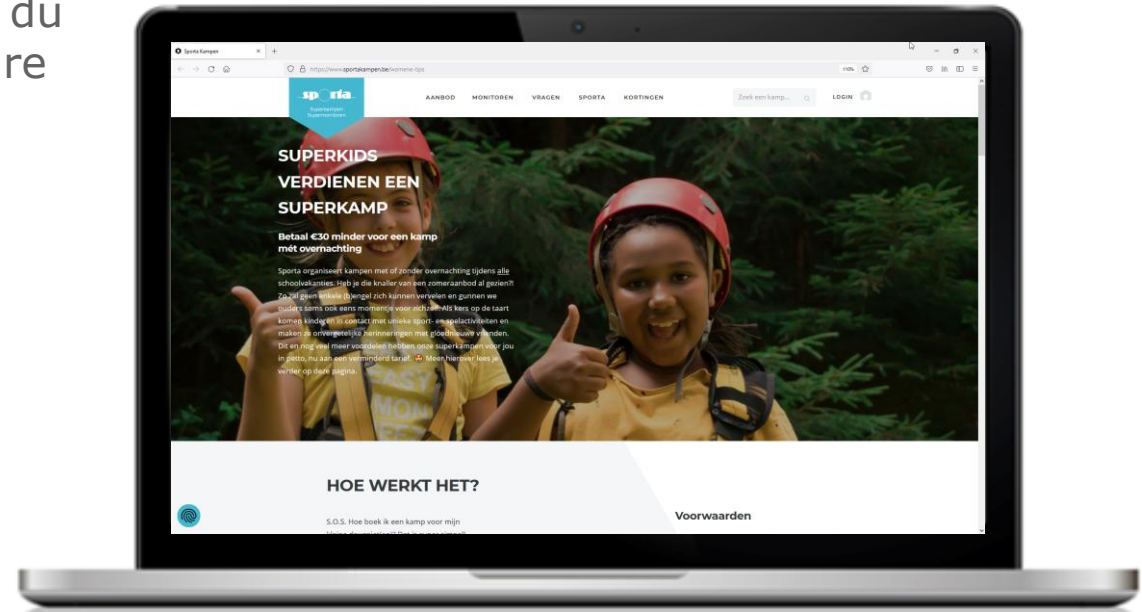 du
re
Sporta Kampen
https://www.sportakampen.be/
110%
sporta
Superkampen
Supermonitoren
AANBOD MONITOREN VRAGEN SPORTA KORTINGEN
Zoek een kamp...
LOGIN
SUPERKIDS
VERDIENEN EEN
SUPERKAMP
Betaal €30 minder voor een kamp
mét overnachting
Sporta organiseert kampen met of zonder overnachting tijdens alle
schoolvakanties. Heb je die knaller van een zomeraanbod al gezien?!
Zo zal geen enkele (b)engel zich kunnen vervelen en gunnen we
ouders soms ook eens momentje voor zichzelf. Als kers op de taart
komen kinderen in contact met unieke sport- en spelactiviteiten en
maken ze onvergetelijke herinneringen met gloednieuwe vrienden.
Dit en nog veel meer voordelen hebben onze superkampen voor jou
in petto, nu aan een verminderd tarief. 🤩 Meer hierover lees je
verder op deze pagina.
HOE WERKT HET?
S.O.S. Hoe boek ik een kamp voor mijn
Voorwaarden